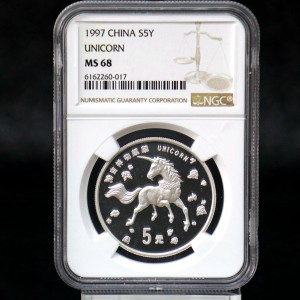 1997 CHINA S5Y
UNICORN
MS 68
6162260-017
NUMISMATIC GUARANTY CORPORATION
NGC
UNICORN
5元